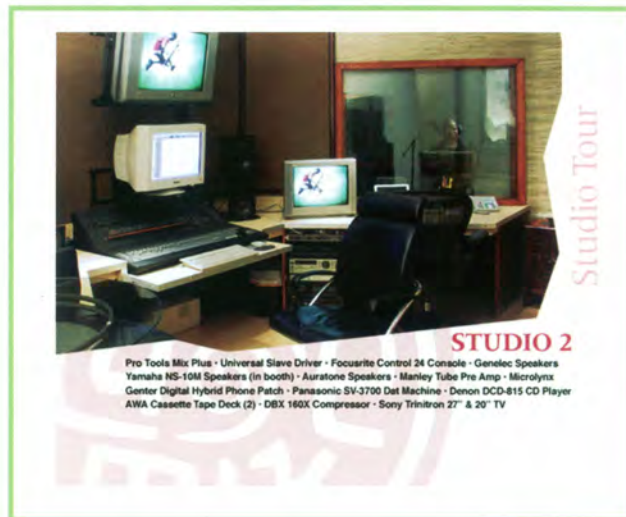 Studio Tour
STUDIO 2
Pro Tools Mix Plus · Universal Slave Driver · Focusrite Control 24 Console · Genelec Speakers
Yamaha NS-10M Speakers (in booth) · Auratone Speakers · Manley Tube Pre Amp · Microlynx
Genter Digital Hybrid Phone Patch · Panasonic SV-3700 Dat Machine · Denon DCD-815 CD Player
AWA Cassette Tape Deck (2) · DBX 160X Compressor · Sony Trinitron 27" & 20" TV
mix